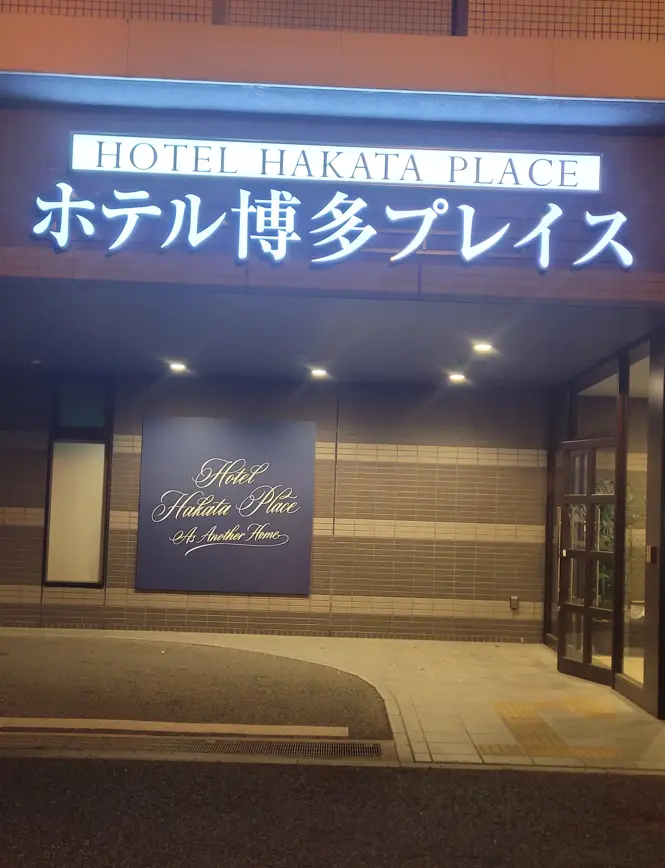 HOTEL HAKATA PLACE
ホテル博多プレイス
Hotel
Hakata Place
As Another Home